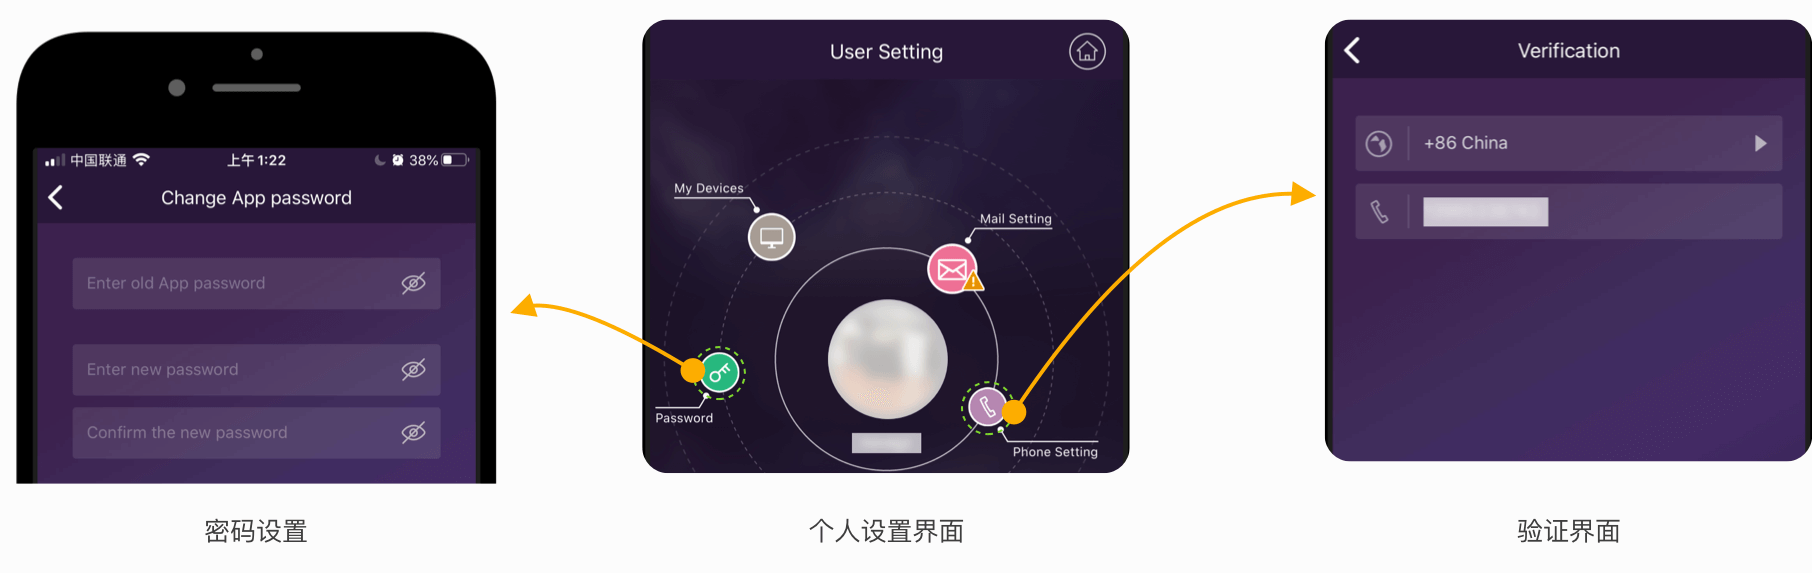 中国联通
上午1:22
38%
Change App password
Enter old App password
Enter new password
Confirm the new password
密码设置
User Setting
My Devices
Mail Setting
Password
Phone Setting
个人设置界面
Verification
+86 China
验证界面